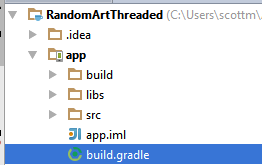 RandomArtThreaded (C:\Users\scottm
.idea
app
build
libs
src
app.iml
build.gradle